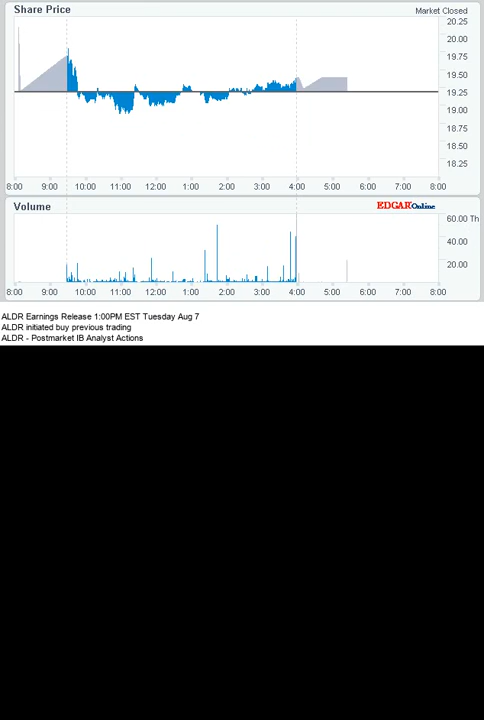 Share Price
Market Closed
20.25
20.00
19.75
19.50
19.25
19.00
18.75
18.50
18.25
8:00 9:00 10:00 11:00 12:00 1:00 2:00 3:00 4:00 5:00 6:00 7:00 8:00
Volume
EDGAR Online
60.00 Th
40.00
20.00
8:00 9:00 10:00 11:00 12:00 1:00 2:00 3:00 4:00 5:00 6:00 7:00 8:00
ALDR Earnings Release 1:00PM EST Tuesday Aug 7
ALDR initiated buy previous trading
ALDR - Postmarket IB Analyst Actions